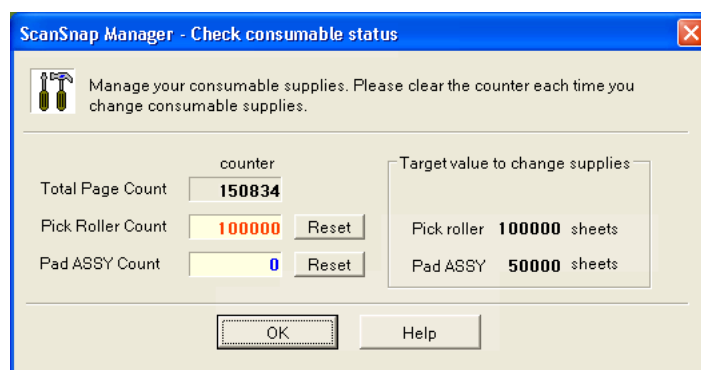 ScanSnap Manager - Check consumable status
Manage your consumable supplies. Please clear the counter each time you
change consumable supplies.
counter
Target value to change supplies
Total Page Count 150834
Pick Roller Count 100000 Reset
Pick roller 100000 sheets
Pad ASSY Count 0 Reset
Pad ASSY 50000 sheets
OK Help